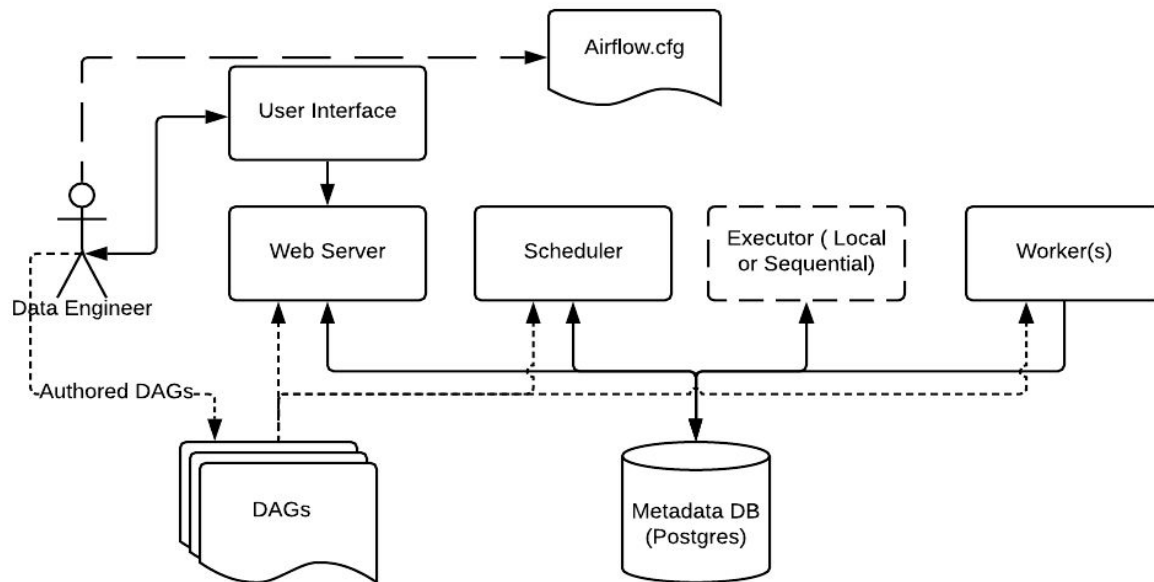 Airflow.cfg
User Interface
Web Server
Scheduler
Executor ( Local
or Sequential)
Worker(s)
Data Engineer
Authored DAGs
DAGs
Metadata DB
(Postgres)